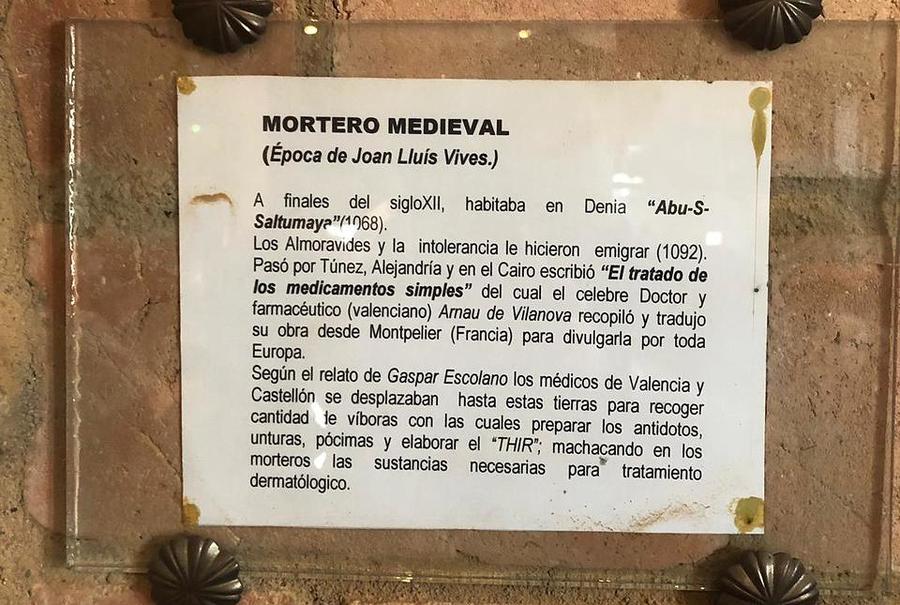 MORTERO MEDIEVAL
(Época de Joan Lluís Vives.)
A finales del sigloXII, habitaba en Denia “Abu-S-
Saltumaya”(1068).
Los Almoravides y la intolerancia le hicieron emigrar (1092).
Pasó por Túnez, Alejandría y en el Cairo escribió “El tratado de
los medicamentos simples” del cual el celebre Doctor y
farmacéutico (valenciano) Arnau de Vilanova recopiló y tradujo
su obra desde Montpelier (Francia) para divulgarla por toda
Europa.
Según el relato de Gaspar Escolano los médicos de Valencia y
Castellón se desplazaban hasta estas tierras para recoger
cantidad de víboras con las cuales preparar los antidotos,
unturas, pócimas y elaborar el “THIR”; machacando en los
morteros las sustancias necesarias para tratamiento
dermatólogico.